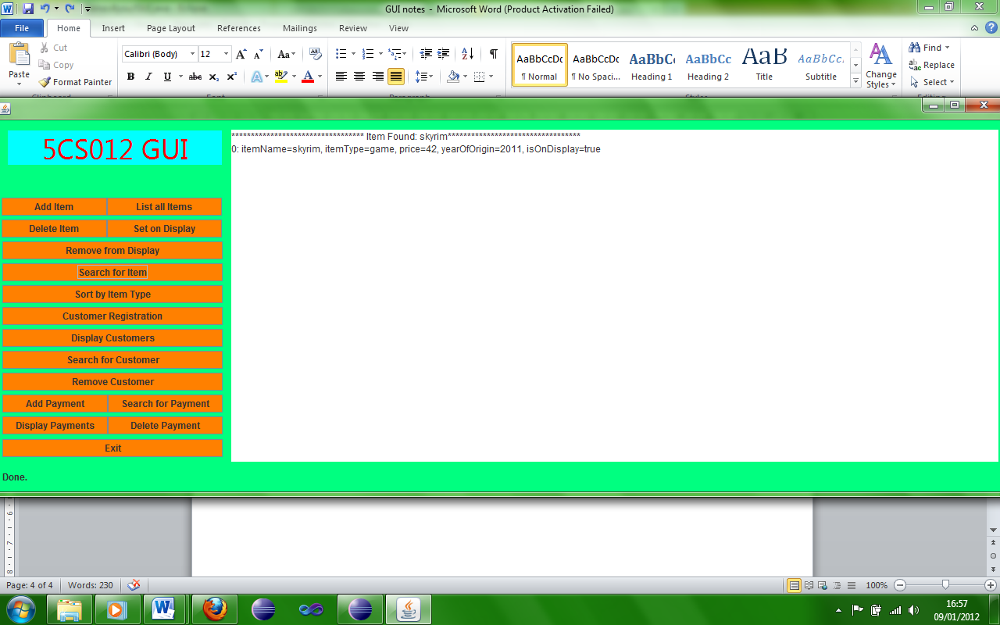 GUI notes - Microsoft Word (Product Activation Failed)
File Home Insert Page Layout References Mailings Review View
Cut
Copy
Format Painter
Paste
Calibri (Body) 12
AaBbCcDc AaBbCcDc AaBbCc AaBbCc AaB AaBbCc.
¶ Normal ¶ No Spaci... Heading 1 Heading 2 Title Subtitle
Change Styles
Find
Replace
Select
Clipboard Font Paragraph Styles Editing
5CS012 GUI
Add Item List all Items
Delete Item Set on Display
Remove from Display
Search for Item
Sort by Item Type
Customer Registration
Display Customers
Search for Customer
Remove Customer
Add Payment Search for Payment
Display Payments Delete Payment
Exit
Done.
********************************** Item Found: skyrim**********************************
0: itemName=skyrim, itemType=game, price=42, yearOfOrigin=2011, isOnDisplay=true
Page: 4 of 4 Words: 230 100%
16:57
09/01/2012